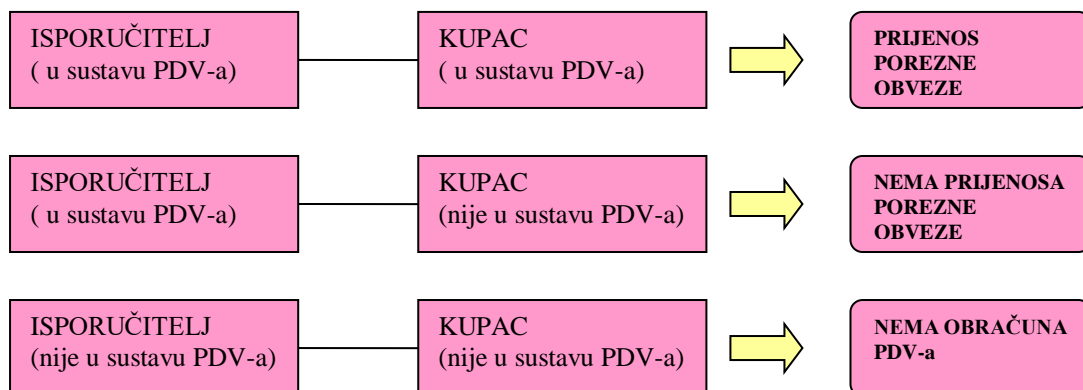 ISPORUČITELJ
( u sustavu PDV-a)
KUPAC
( u sustavu PDV-a)
PRIJENOS
POREZNE
OBVEZE
ISPORUČITELJ
( u sustavu PDV-a)
KUPAC
(nije u sustavu PDV-a)
NEMA PRIJENOSA
POREZNE
OBVEZE
ISPORUČITELJ
(nije u sustavu PDV-a)
KUPAC
(nije u sustavu PDV-a)
NEMA OBRAČUNA
PDV-a